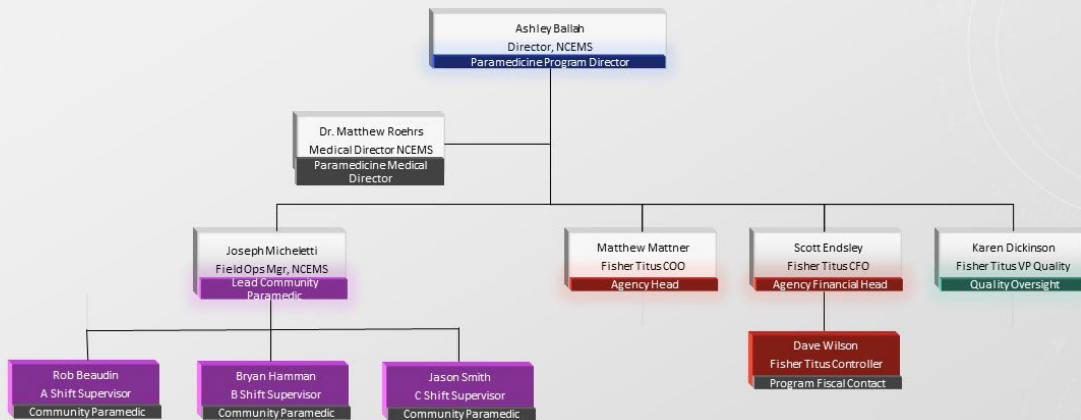 Ashley Ballah
Director, NCEMS
Paramedicine Program Director
Dr. Matthew Roehrs
Medical Director NCEMS
Paramedicine Medical
Director
Joseph Micheletti
Field Ops Mgr, NCEMS
Lead Community
Paramedic
Matthew Mattner
Fisher Titus COO
Agency Head
Scott Endsley
Fisher Titus CFO
Agency Financial Head
Karen Dickinson
Fisher Titus VP Quality
Quality Oversight
Rob Beaudin
A Shift Supervisor
Community Paramedic
Bryan Hamman
B Shift Supervisor
Community Paramedic
Jason Smith
C Shift Supervisor
Community Paramedic
Dave Wilson
Fisher Titus Controller
Program Fiscal Contact